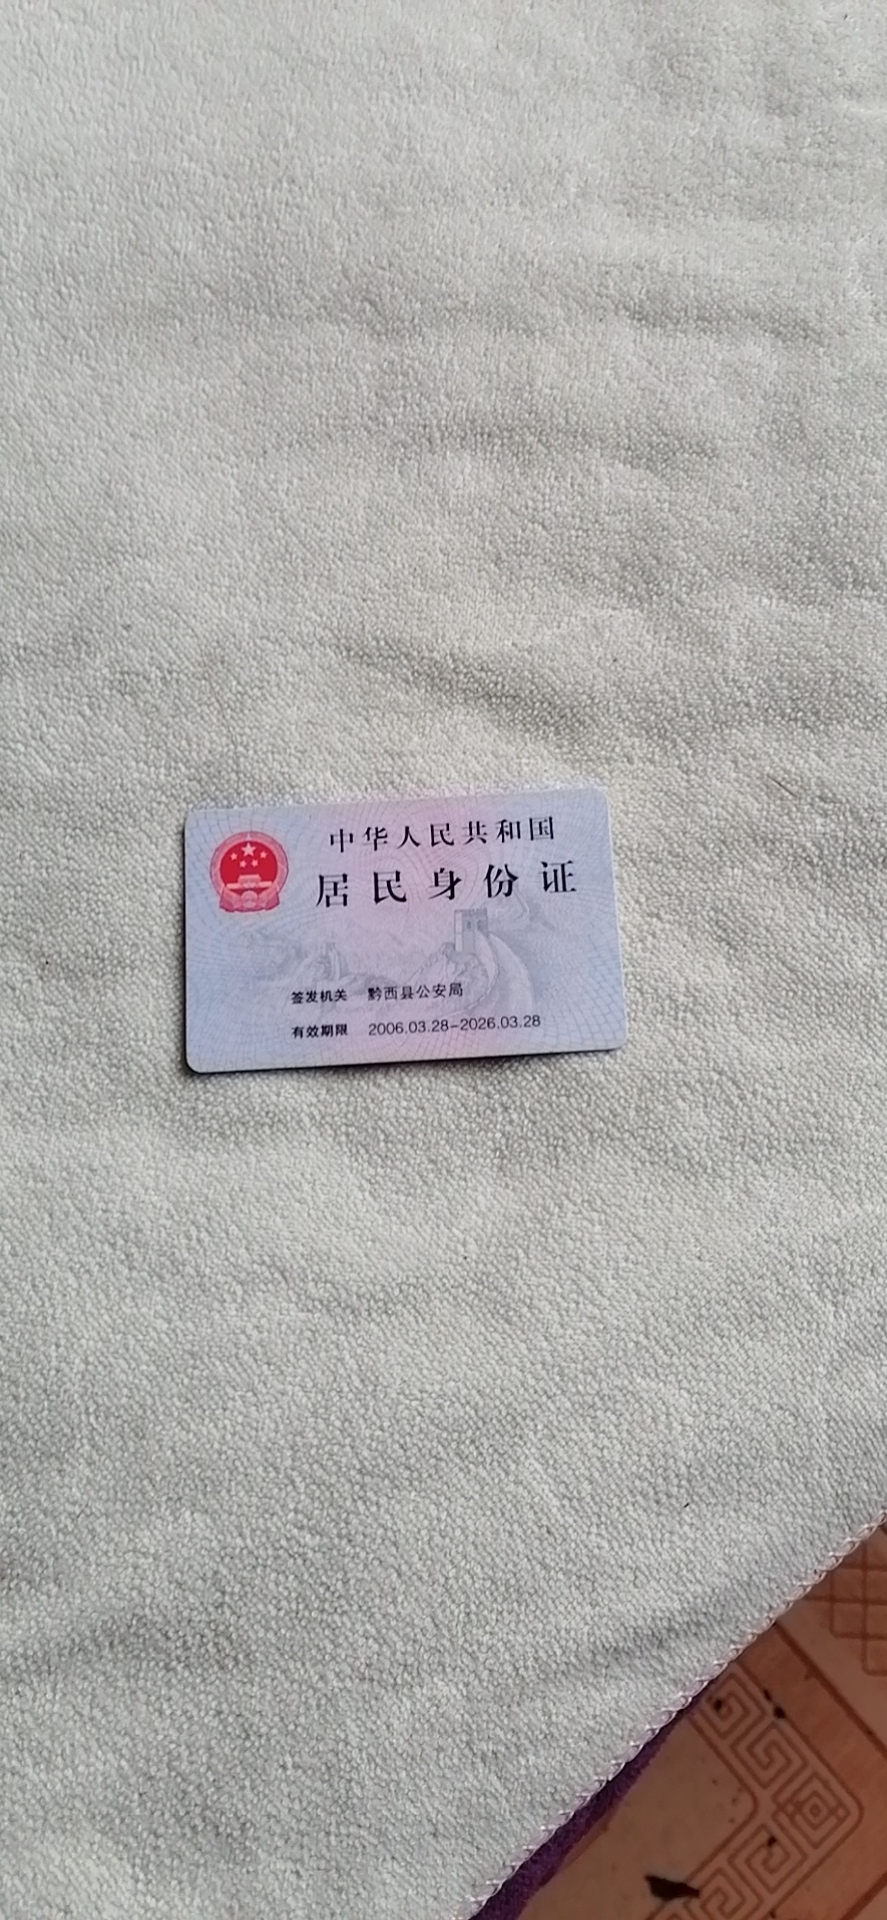 中华人民共和国
居民身份证
签发机关 黔西县公安局
有效期限 2006.03.28-2026.03.28